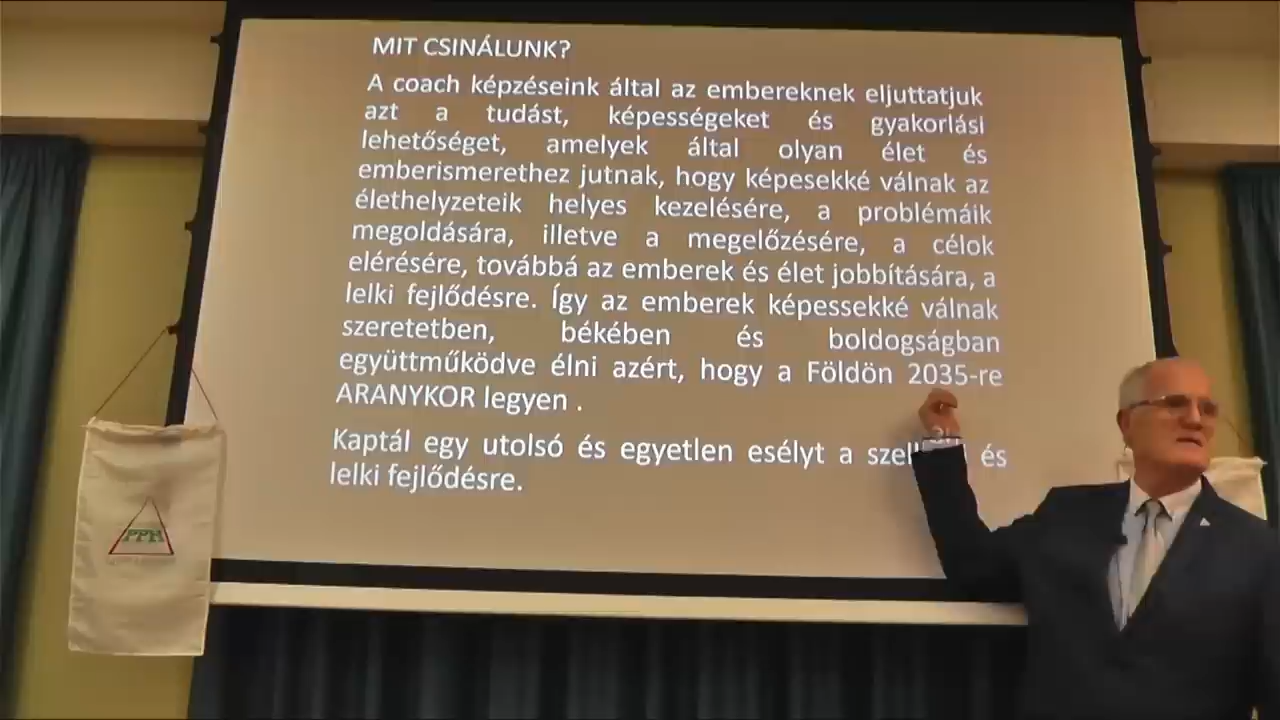 MIT CSINÁLUNK?
A coach képzéseink által az embereknek eljuttatjuk
azt a tudást, képességeket és gyakorlási
lehetőséget, amelyek által olyan élet és
emberismerethez jutnak, hogy képesekké válnak az
élethelyzeteik helyes kezelésére, a problémáik
megoldására, illetve a megelőzésére, a célok
elérésére, továbbá az emberek és élet jobbítására, a
lelki fejlődésre. Így az emberek képessekké válnak
szeretetben, békében és boldogságban
együttműködve élni azért, hogy a Földön 2035-re
ARANYKOR legyen .
Kaptál egy utolsó és egyetlen esélyt a és
lelki fejlődésre.
PPH